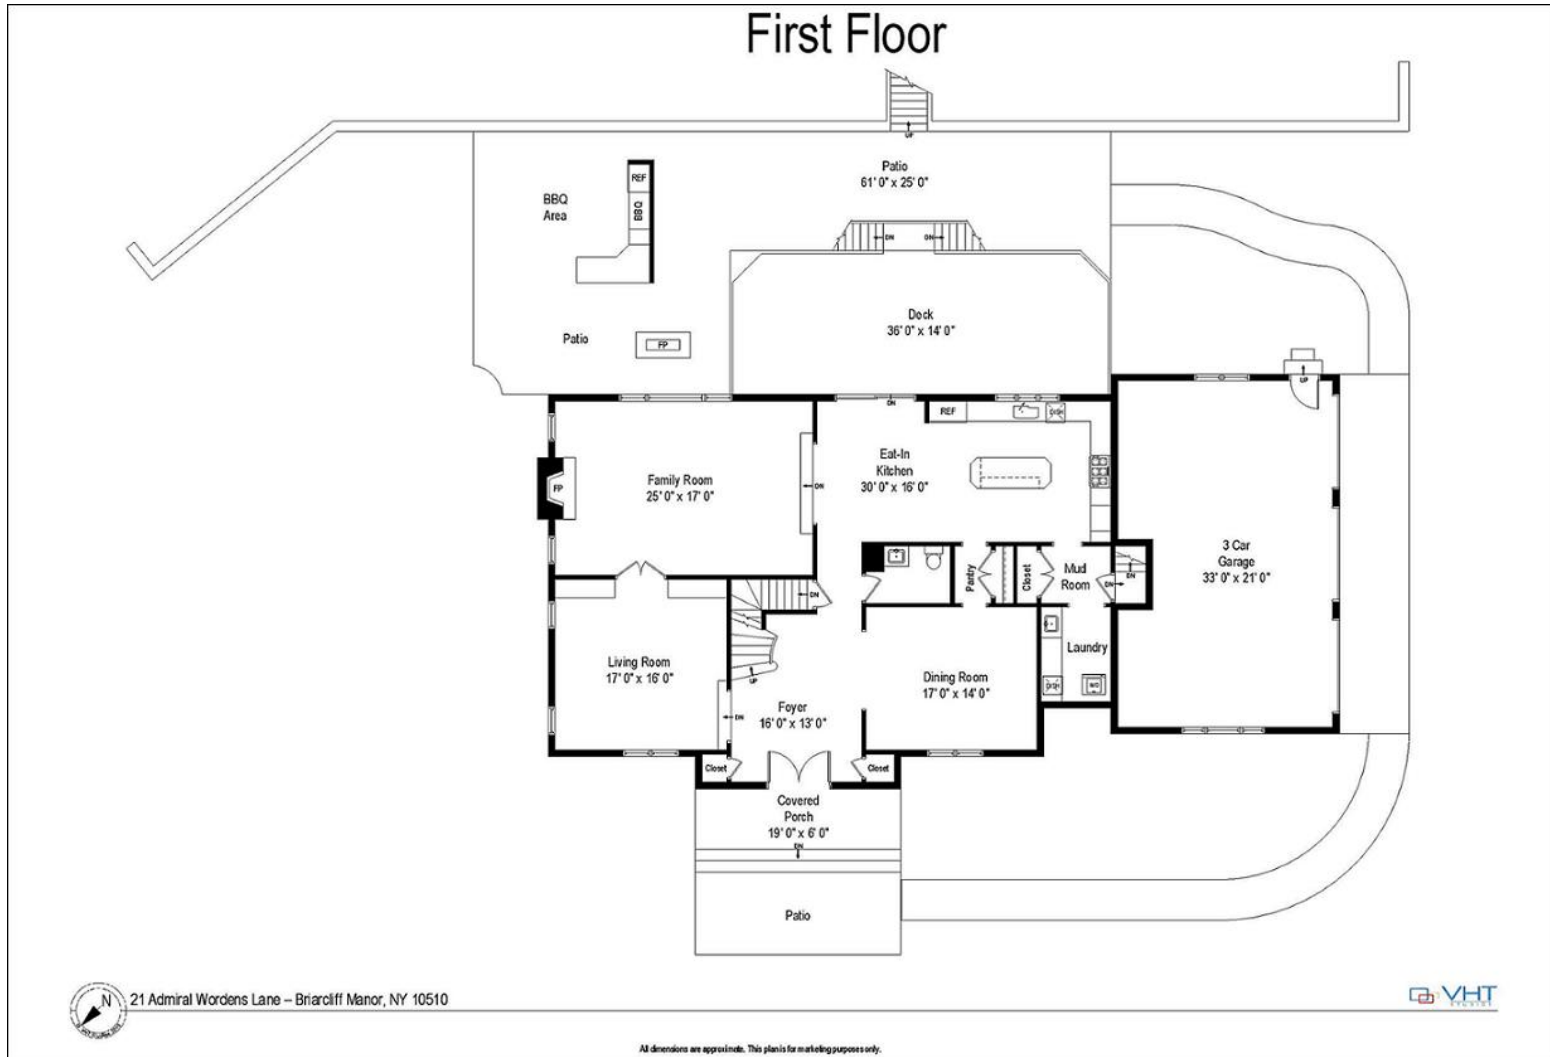 First Floor
UP
Patio
61' 0" x 25' 0"
REF
BBQ
BBQ
Area
DN
DN
Deck
36' 0" x 14' 0"
Patio
FP
UP
DN
REF
DISH
Eat-In
Kitchen
30' 0" x 16' 0"
Family Room
25' 0" x 17' 0"
DN
FP
3 Car
Garage
33' 0" x 21' 0"
Pantry
Closet
Mud
Room
DN
DN
DN
Living Room
17' 0" x 16' 0"
UP
Laundry
Dining Room
17' 0" x 14' 0"
DISH
W/D
Foyer
16' 0" x 13' 0"
DN
Closet
Closet
Covered
Porch
19' 0" x 6' 0"
DN
Patio
N
21 Admiral Wordens Lane – Briarcliff Manor, NY 10510
VHT
STUDIOS
All dimensions are approximate. This plan is for marketing purposes only.